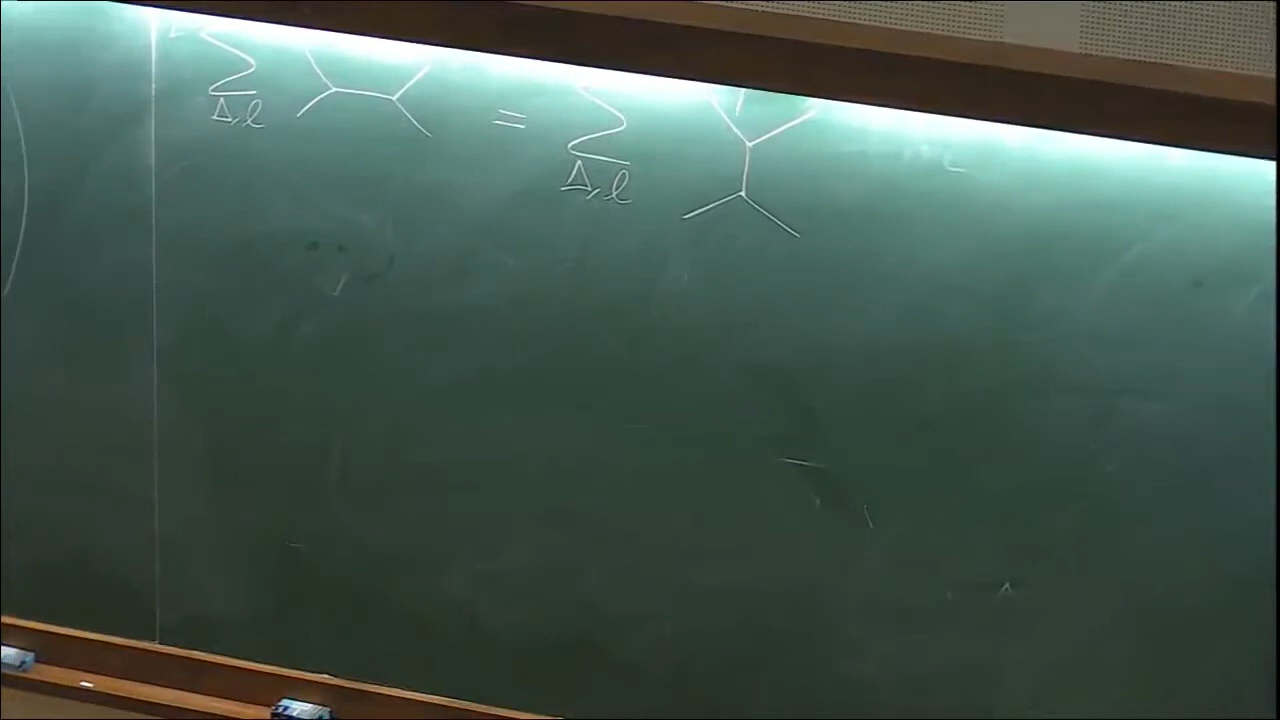 ∑ = ∑
Δ,ℓ Δ,ℓ